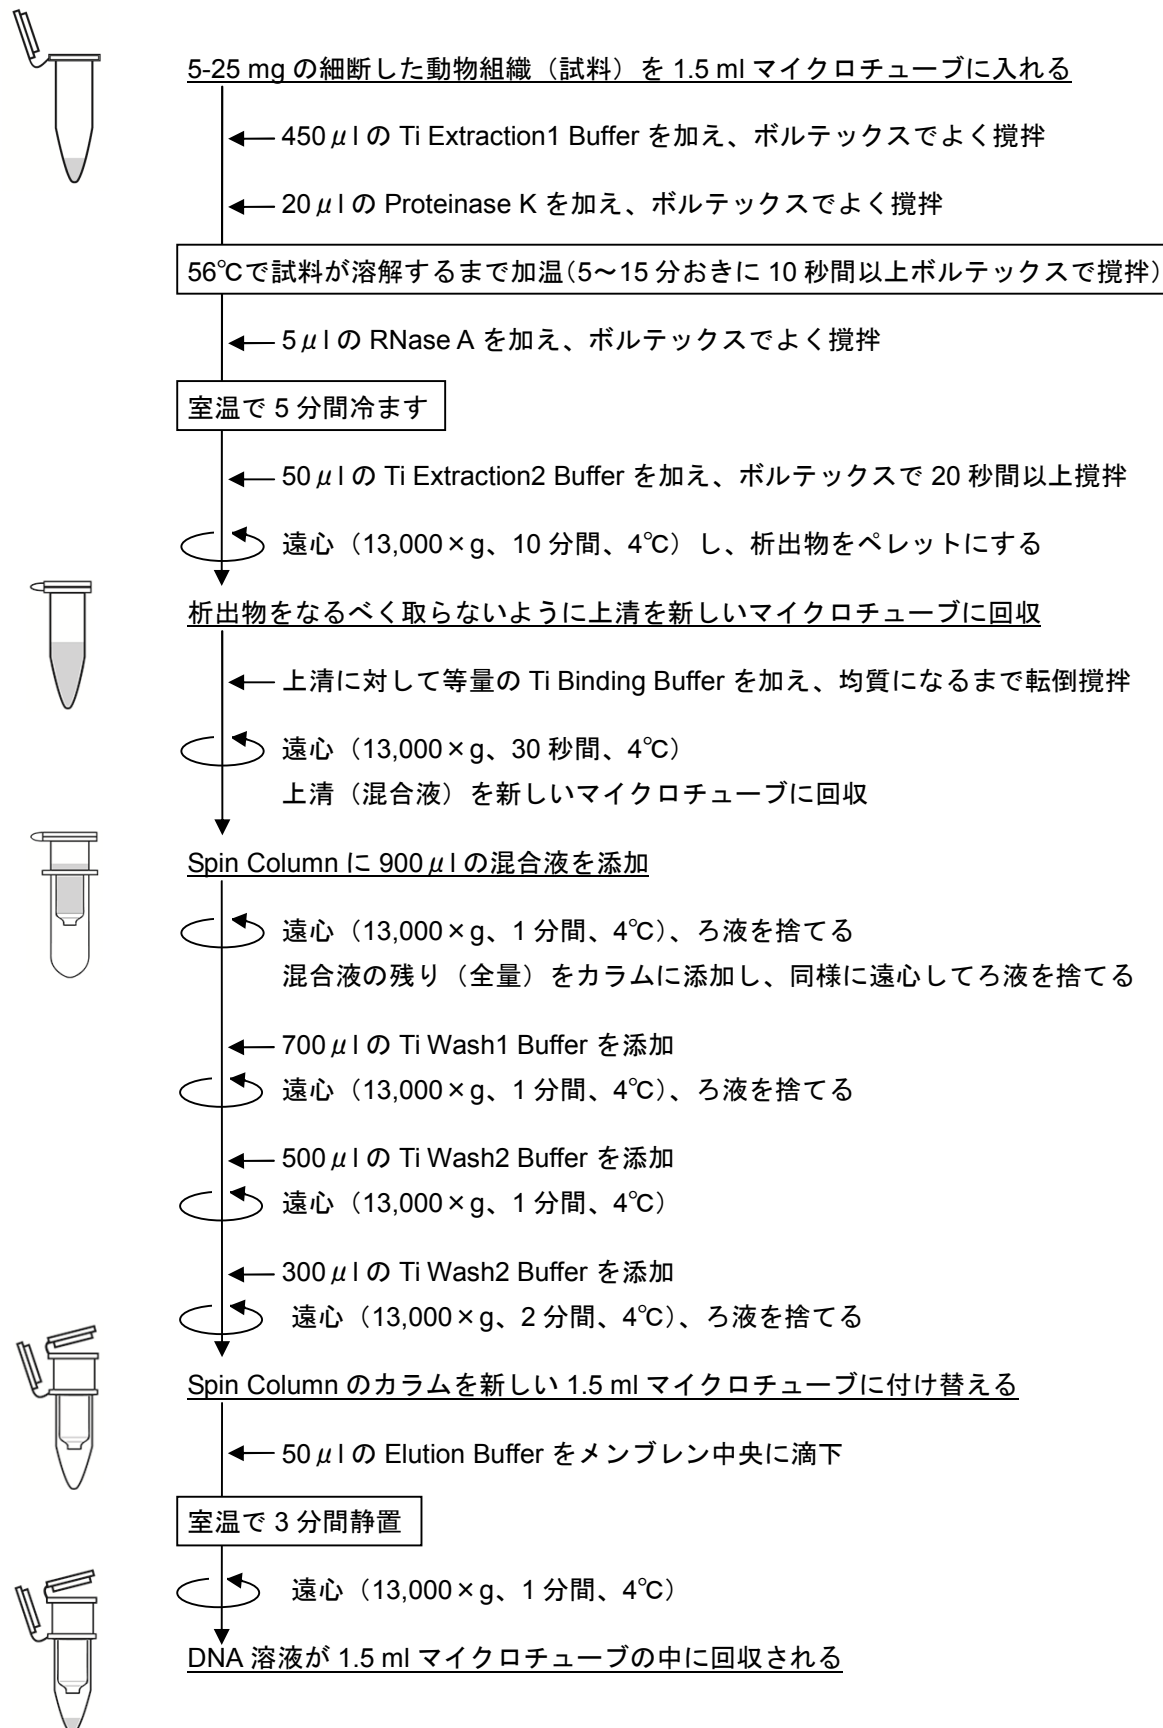 5-25 mg の細断した動物組織（試料）を 1.5 ml マイクロチューブに入れる
450μl の Ti Extraction1 Buffer を加え、ボルテックスでよく撹拌
20μl の Proteinase K を加え、ボルテックスでよく撹拌
56℃で試料が溶解するまで加温（5～15 分おきに 10 秒間以上ボルテックスで撹拌）
5μl の RNase A を加え、ボルテックスでよく撹拌
室温で 5 分間冷ます
50μl の Ti Extraction2 Buffer を加え、ボルテックスで 20 秒間以上撹拌
遠心（13,000×g、10 分間、4℃）し、析出物をペレットにする
析出物をなるべく取らないように上清を新しいマイクロチューブに回収
上清に対して等量の Ti Binding Buffer を加え、均質になるまで転倒撹拌
遠心（13,000×g、30 秒間、4℃）
上清（混合液）を新しいマイクロチューブに回収
Spin Column に 900μl の混合液を添加
遠心（13,000×g、1 分間、4℃）、ろ液を捨てる
混合液の残り（全量）をカラムに添加し、同様に遠心してろ液を捨てる
700μl の Ti Wash1 Buffer を添加
遠心（13,000×g、1 分間、4℃）、ろ液を捨てる
500μl の Ti Wash2 Buffer を添加
遠心（13,000×g、1 分間、4℃）
300μl の Ti Wash2 Buffer を添加
遠心（13,000×g、2 分間、4℃）、ろ液を捨てる
Spin Column のカラムを新しい 1.5 ml マイクロチューブに付け替える
50μl の Elution Buffer をメンブレン中央に滴下
室温で 3 分間静置
遠心（13,000×g、1 分間、4℃）
DNA 溶液が 1.5 ml マイクロチューブの中に回収される